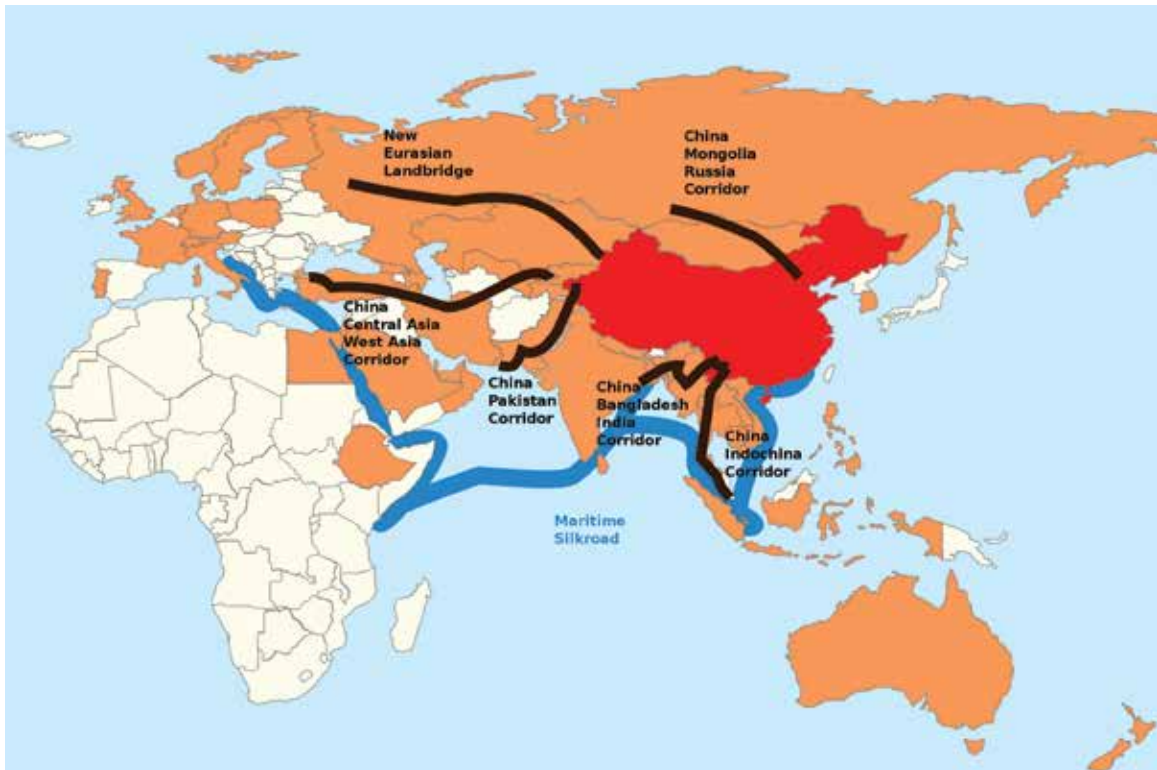 New
Eurasian
Landbridge
China
Mongolia
Russia
Corridor
China
Central Asia
West Asia
Corridor
China
Pakistan
Corridor
China
Bangladesh
India
Corridor
China
Indochina
Corridor
Maritime
Silkroad